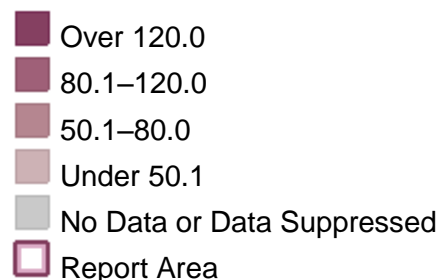 Over 120.0
80.1–120.0
50.1–80.0
Under 50.1
No Data or Data Suppressed
Report Area